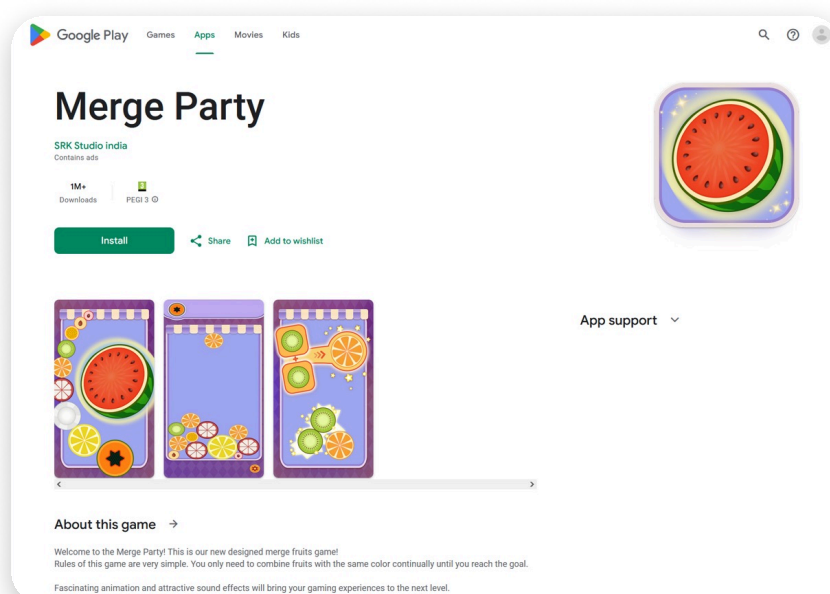 Google Play Games Apps Movies Kids
Merge Party
SRK Studio india
Contains ads
1M+
Downloads
3
PEGI 3
Install
Share
Add to wishlist
App support
About this game
Welcome to the Merge Party! This is our new designed merge fruits game!
Rules of this game are very simple. You only need to combine fruits with the same color continually until you reach the goal.
Fascinating animation and attractive sound effects will bring your gaming experiences to the next level.